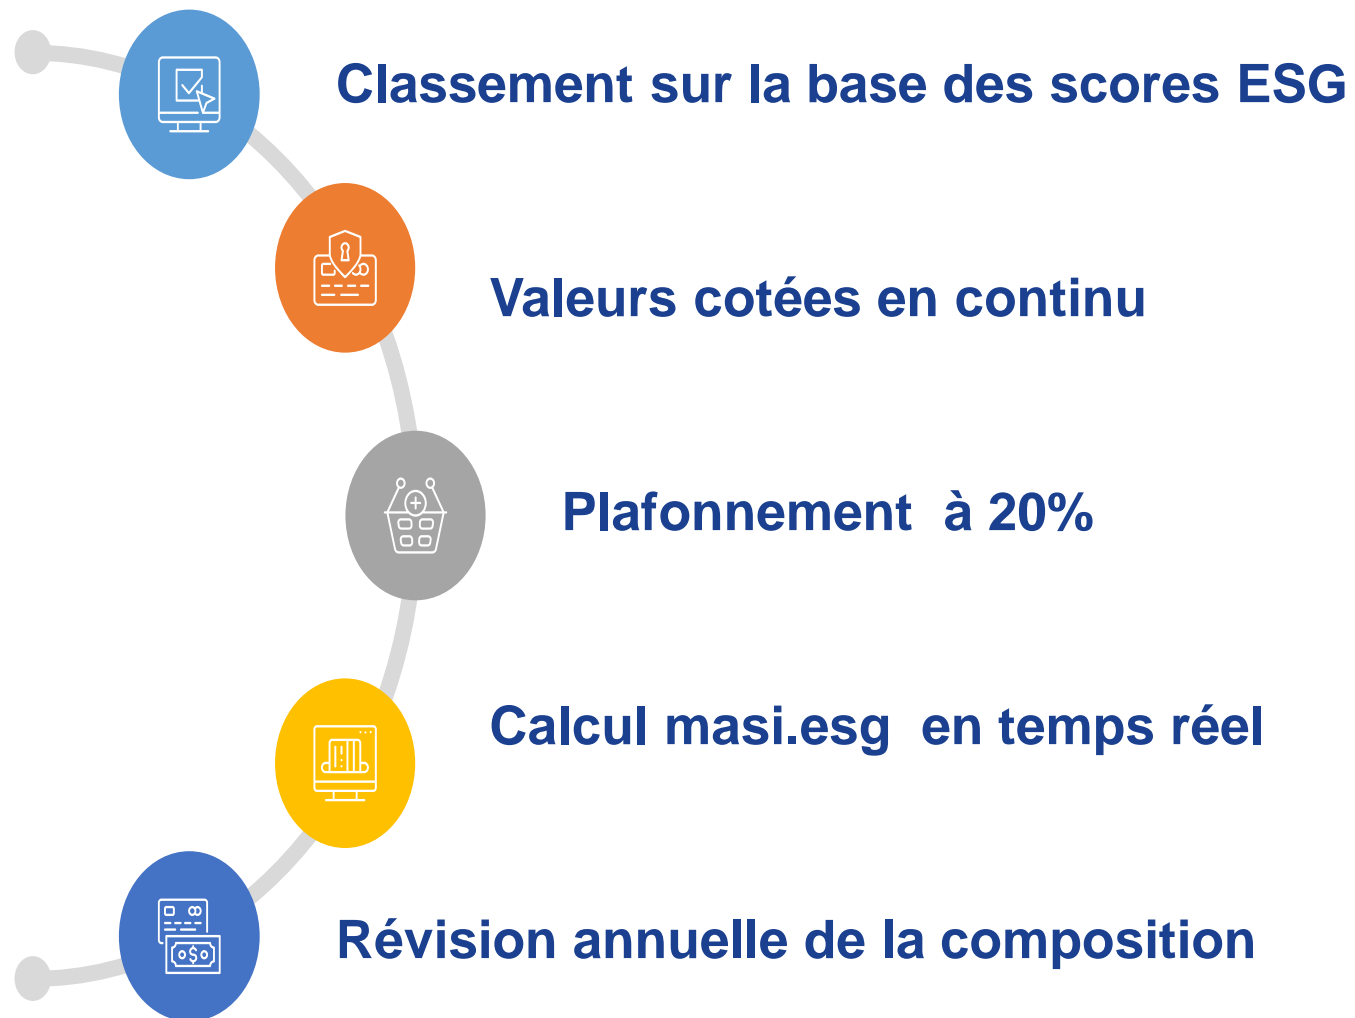 Classement sur la base des scores ESG
Valeurs cotées en continu
Plafonnement  à 20%
Calcul masi.esg  en temps réel
Révision annuelle de la composition